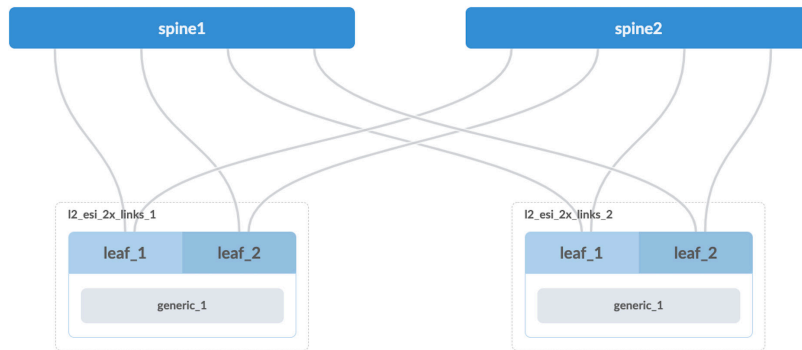 spine1
spine2
l2_esi_2x_links_1
l2_esi_2x_links_2
leaf_1
leaf_2
leaf_1
leaf_2
generic_1
generic_1